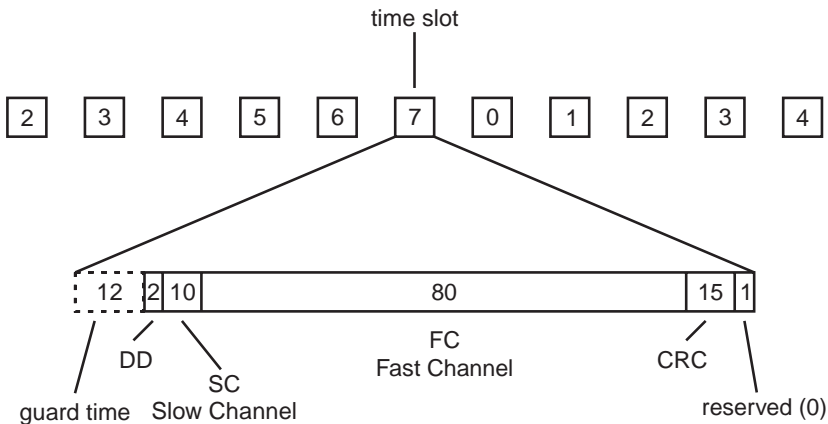 time slot
2 3 4 5 6 7 0 1 2 3 4
12 2 10 80 15 1
DD
SC
Slow Channel
FC
Fast Channel
CRC
guard time
reserved (0)